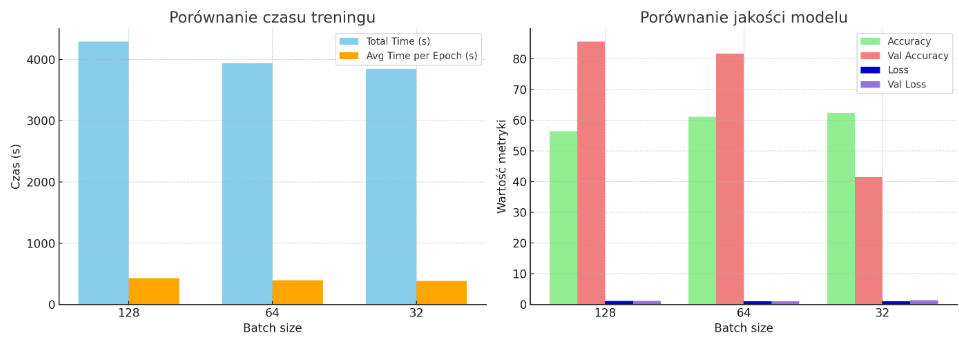 Porównanie czasu treningu
Total Time (s)
Avg Time per Epoch (s)
Czas (s)
4000
3000
2000
1000
0
128
64
32
Batch size
Porównanie jakości modelu
Accuracy
Val Accuracy
Loss
Val Loss
Wartość metryki
80
70
60
50
40
30
20
10
0
128
64
32
Batch size